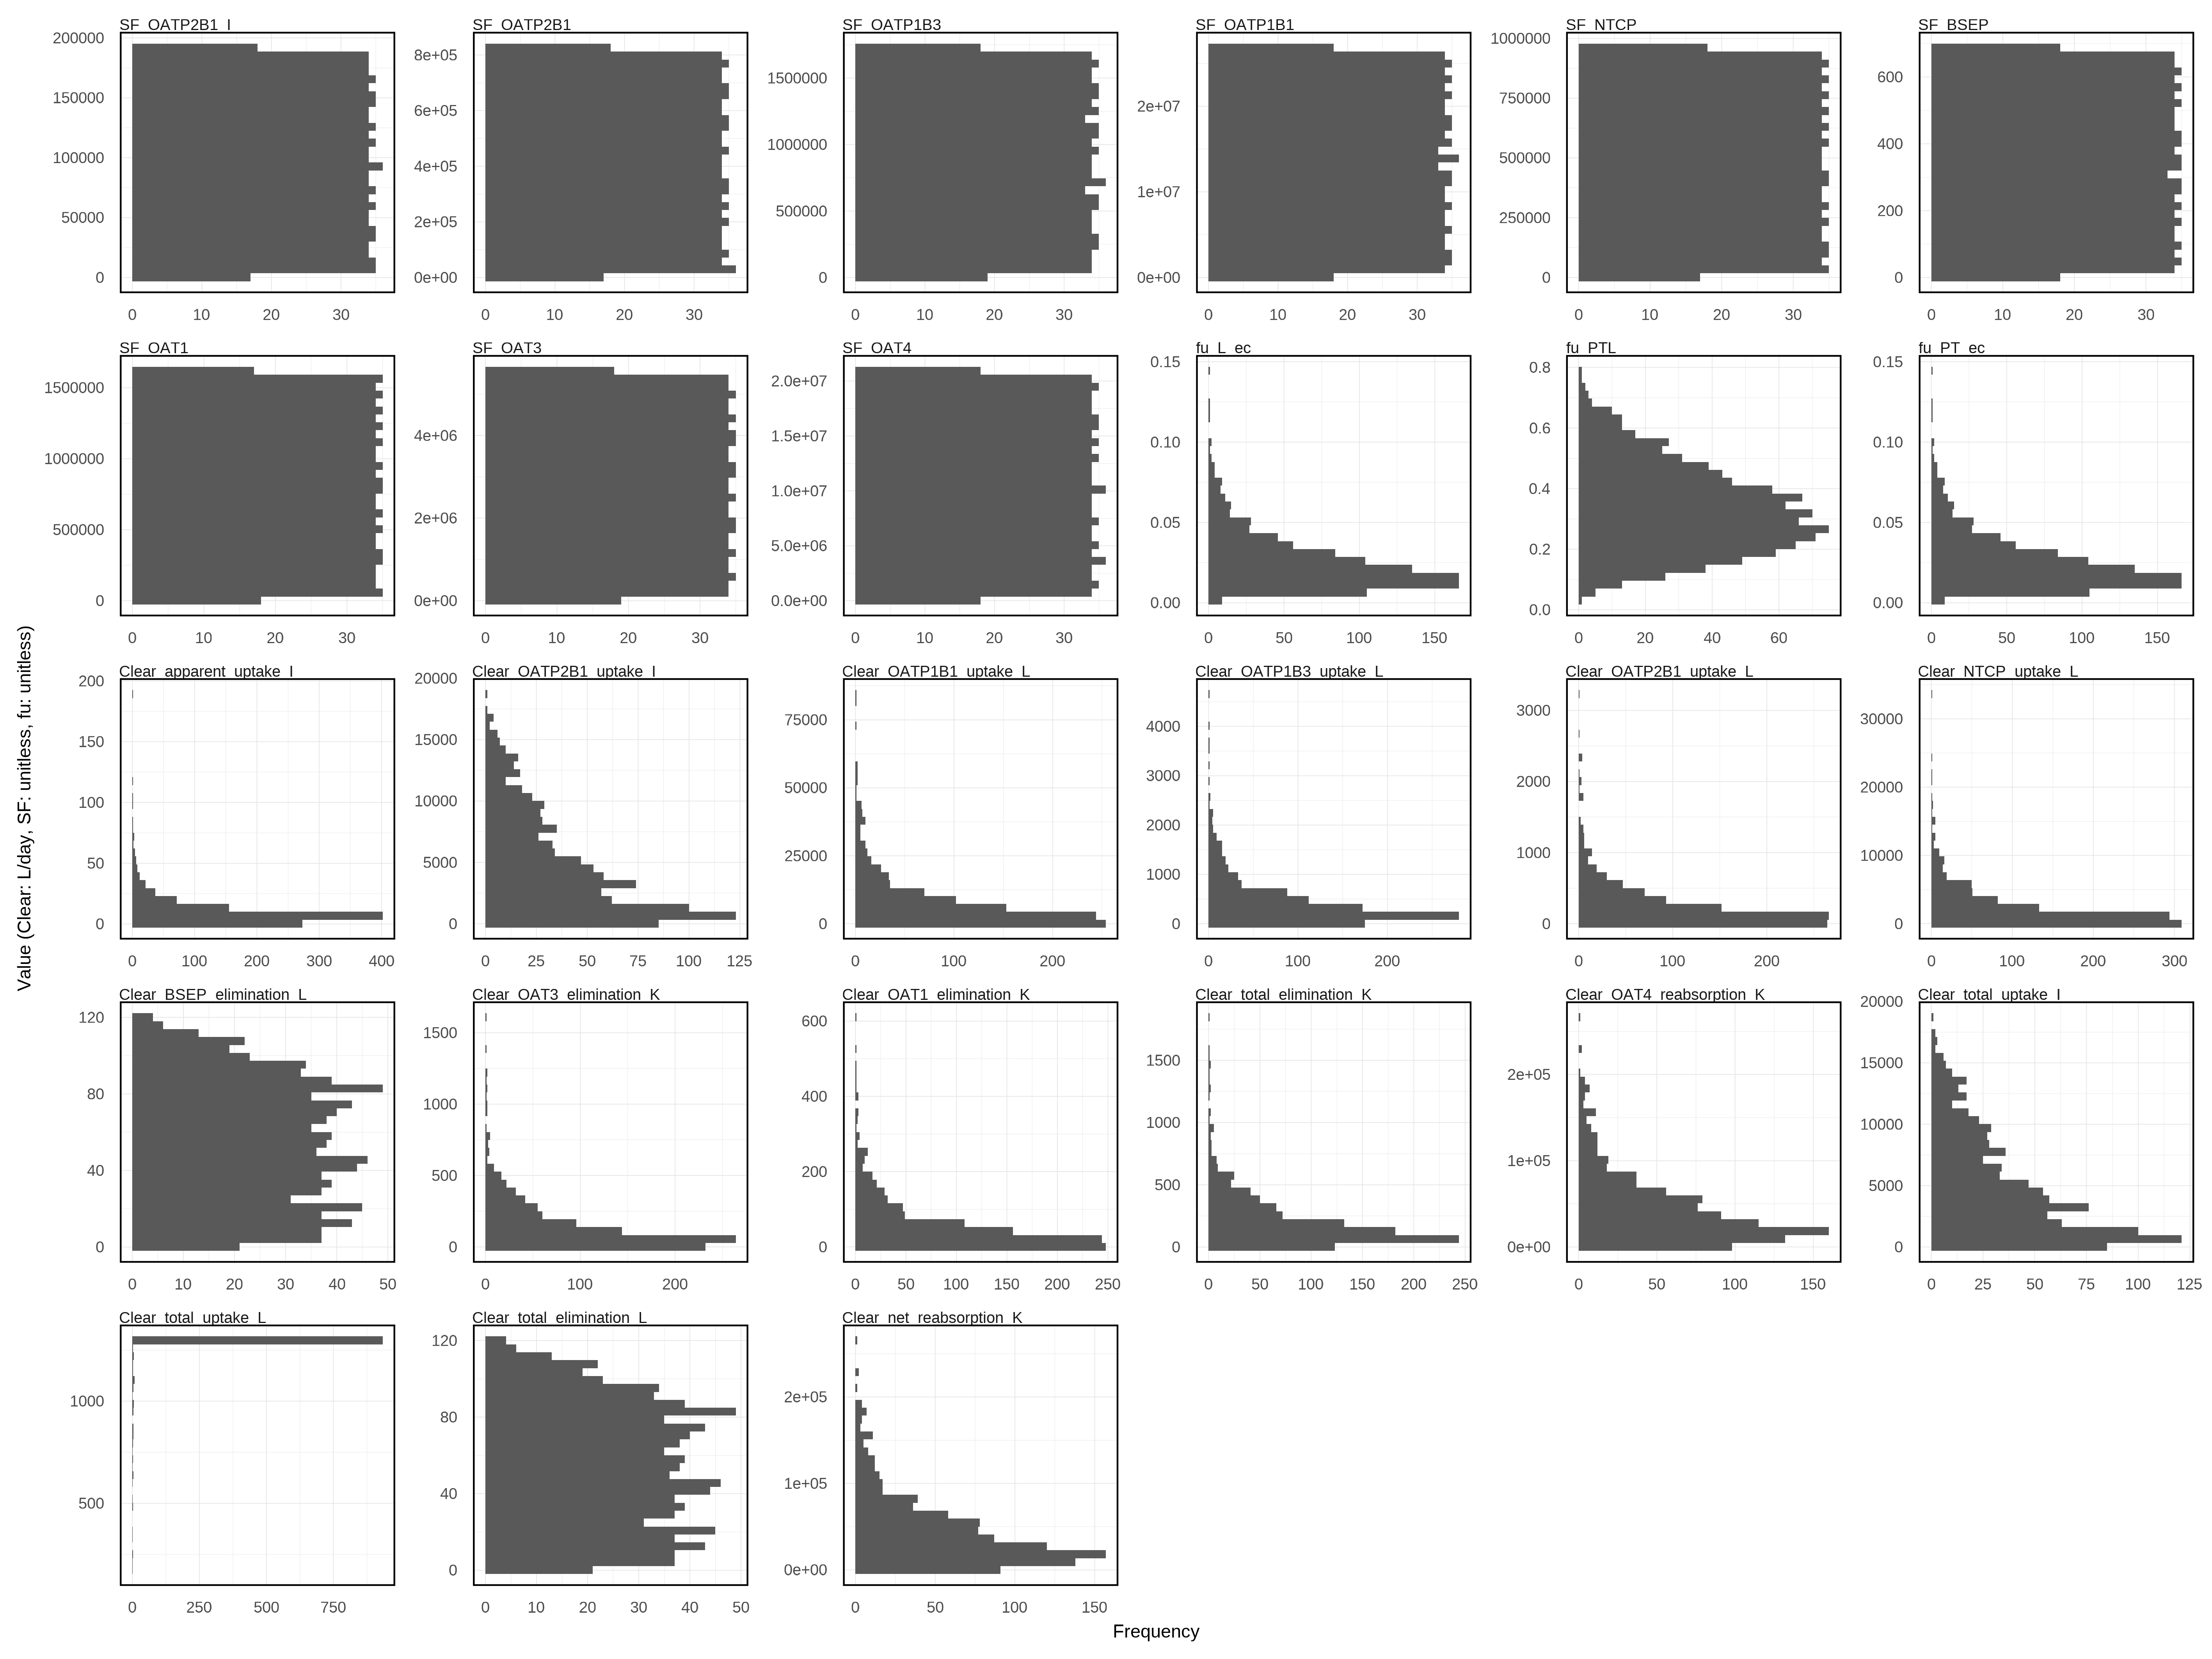 SF_OATP2B1_I SF_OATP2B1 SF_OATP1B3 SF_OATP1B1 SF_NTCP SF_BSEP
200000 150000 100000 50000 0
8e+05 6e+05 4e+05 2e+05 0e+00
1500000 1000000 500000 0
2e+07 1e+07 0e+00
1000000 750000 500000 250000 0
600 400 200 0
0 10 20 30 0 10 20 30 0 10 20 30 0 10 20 30 0 10 20 30 0 10 20 30
SF_OAT1 SF_OAT3 SF_OAT4 fu_L_ec fu_PTL fu_PT_ec
1500000 1000000 500000 0
4e+06 2e+06 0e+00
2.0e+07 1.5e+07 1.0e+07 5.0e+06 0.0e+00
0.15 0.10 0.05 0.00
0.8 0.6 0.4 0.2 0.0
0.15 0.10 0.05 0.00
0 10 20 30 0 10 20 30 0 10 20 30 0 50 100 150 0 20 40 60 0 50 100 150
Value (Clear: L/day, SF: unitless, fu: unitless)
Clear_apparent_uptake_I Clear_OATP2B1_uptake_I Clear_OATP1B1_uptake_L Clear_OATP1B3_uptake_L Clear_OATP2B1_uptake_L Clear_NTCP_uptake_L
200 150 100 50 0
20000 15000 10000 5000 0
75000 50000 25000 0
4000 3000 2000 1000 0
3000 2000 1000 0
30000 20000 10000 0
0 100 200 300 400 0 25 50 75 100 125 0 100 200 0 100 200 0 100 200 0 100 200 300
Clear_BSEP_elimination_L Clear_OAT3_elimination_K Clear_OAT1_elimination_K Clear_total_elimination_K Clear_OAT4_reabsorption_K Clear_total_uptake_I
120 80 40 0
1500 1000 500 0
600 400 200 0
1500 1000 500 0
2e+05 1e+05 0e+00
20000 15000 10000 5000 0
0 10 20 30 40 50 0 100 200 0 50 100 150 200 250 0 50 100 150 200 250 0 50 100 150 0 25 50 75 100 125
Clear_total_uptake_L Clear_total_elimination_L Clear_net_reabsorption_K
1000 500
120 80 40 0
2e+05 1e+05 0e+00
0 250 500 750 0 10 20 30 40 50 0 50 100 150
Frequency